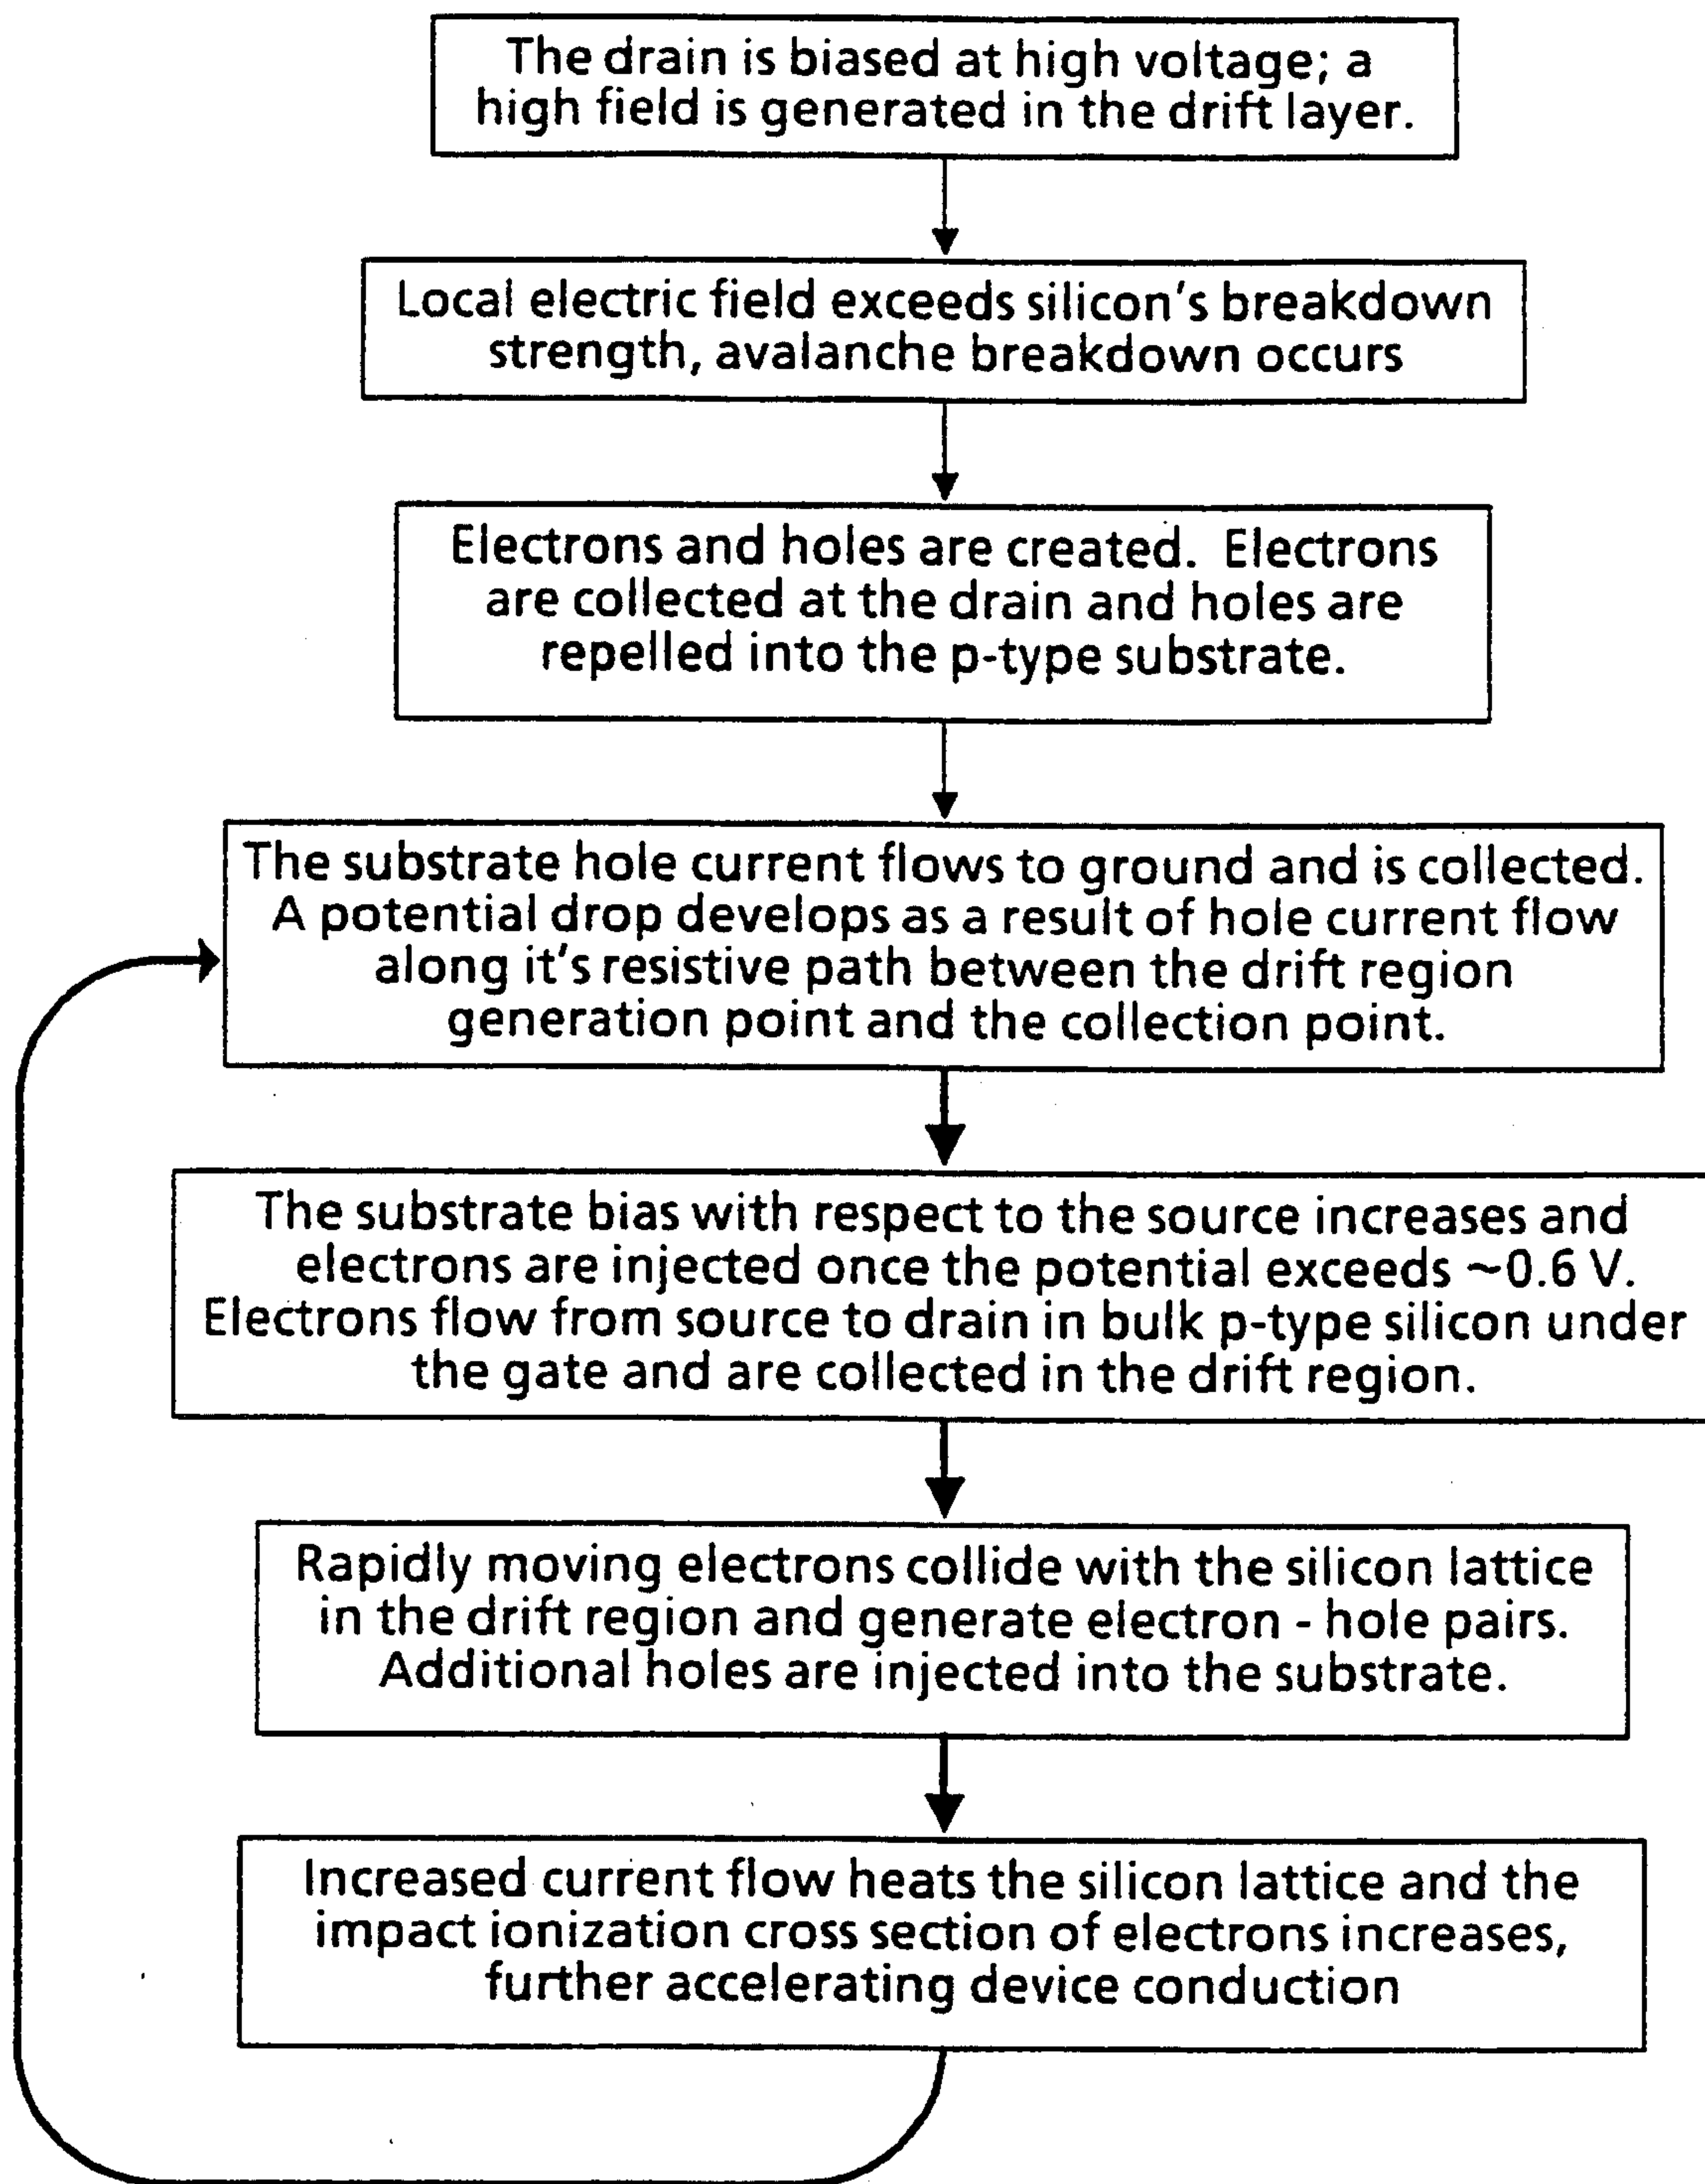 The drain is biased at high voltage; a
high field is generated in the drift layer.
Local electric field exceeds silicon's breakdown
strength, avalanche breakdown occurs
Electrons and holes are created. Electrons
are collected at the drain and holes are
repelled into the p-type substrate.
The substrate hole current flows to ground and is collected.
A potential drop develops as a result of hole current flow
along it's resistive path between the drift region
generation point and the collection point.
The substrate bias with respect to the source increases and
electrons are injected once the potential exceeds ~0.6 V.
Electrons flow from source to drain in bulk p-type silicon under
the gate and are collected in the drift region.
Rapidly moving electrons collide with the silicon lattice
in the drift region and generate electron - hole pairs.
Additional holes are injected into the substrate.
Increased current flow heats the silicon lattice and the
impact ionization cross section of electrons increases,
further accelerating device conduction